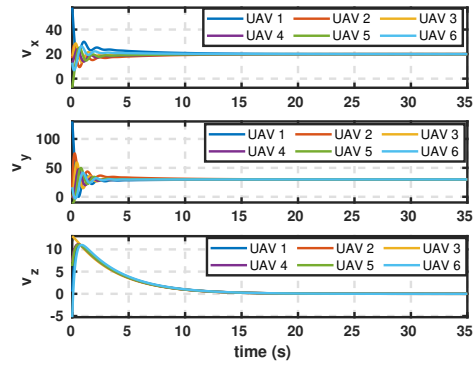 UAV 1 UAV 2 UAV 3
UAV 4 UAV 5 UAV 6
v_x
40
20
0
0 5 10 15 20 25 30 35
UAV 1 UAV 2 UAV 3
UAV 4 UAV 5 UAV 6
v_y
100
50
0
0 5 10 15 20 25 30 35
UAV 1 UAV 2 UAV 3
UAV 4 UAV 5 UAV 6
v_z
10
5
0
-5
0 5 10 15 20 25 30 35
time (s)